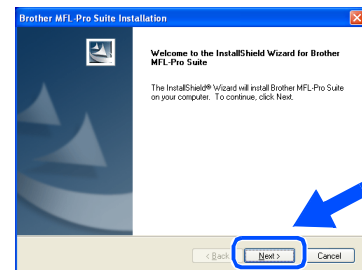 Brother MFL-Pro Suite Installation
Welcome to the InstallShield Wizard for Brother
MFL-Pro Suite
The InstallShield® Wizard will install Brother MFL-Pro Suite
on your computer. To continue, click Next.
< Back Next > Cancel